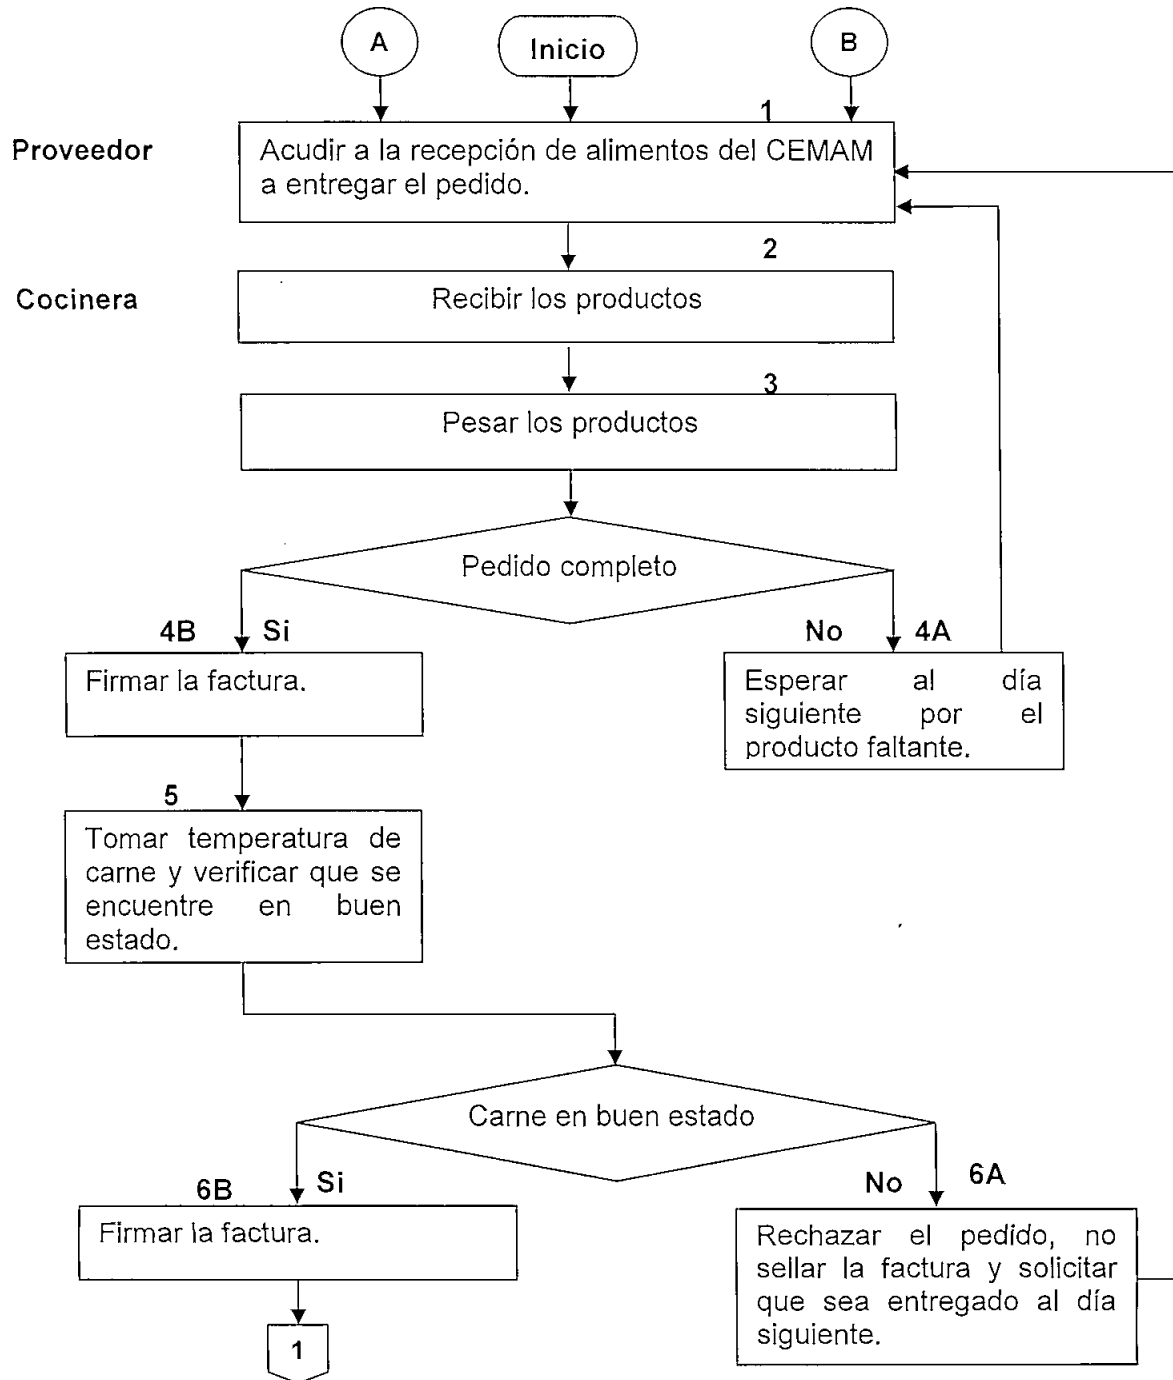 A
Inicio
B
1
Proveedor
Acudir a la recepción de alimentos del CEMAM
a entregar el pedido.
2
Cocinera
Recibir los productos
3
Pesar los productos
Pedido completo
4B Si
No 4A
Firmar la factura.
Esperar al día
siguiente por el
producto faltante.
5
Tomar temperatura de
carne y verificar que se
encuentre en buen
estado.
Carne en buen estado
6B Si
No 6A
Firmar la factura.
Rechazar el pedido, no
sellar la factura y solicitar
que sea entregado al día
siguiente.
1